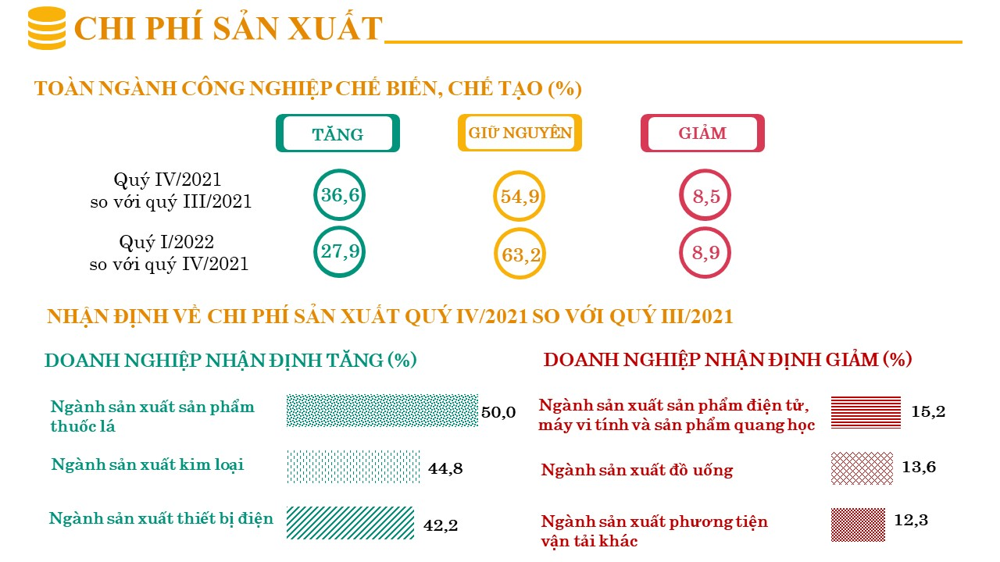 CHI PHÍ SẢN XUẤT
TOÀN NGÀNH CÔNG NGHIỆP CHẾ BIẾN, CHẾ TẠO (%)
TĂNG
GIỮ NGUYÊN
GIẢM
Quý IV/2021
so với quý III/2021
36,6
54,9
8,5
Quý I/2022
so với quý IV/2021
27,9
63,2
8,9
NHẬN ĐỊNH VỀ CHI PHÍ SẢN XUẤT QUÝ IV/2021 SO VỚI QUÝ III/2021
DOANH NGHIỆP NHẬN ĐỊNH TĂNG (%)
Ngành sản xuất sản phẩm
thuốc lá
50,0
Ngành sản xuất kim loại
44,8
Ngành sản xuất thiết bị điện
42,2
DOANH NGHIỆP NHẬN ĐỊNH GIẢM (%)
Ngành sản xuất sản phẩm điện tử,
máy vi tính và sản phẩm quang học
15,2
Ngành sản xuất đồ uống
13,6
Ngành sản xuất phương tiện
vận tải khác
12,3